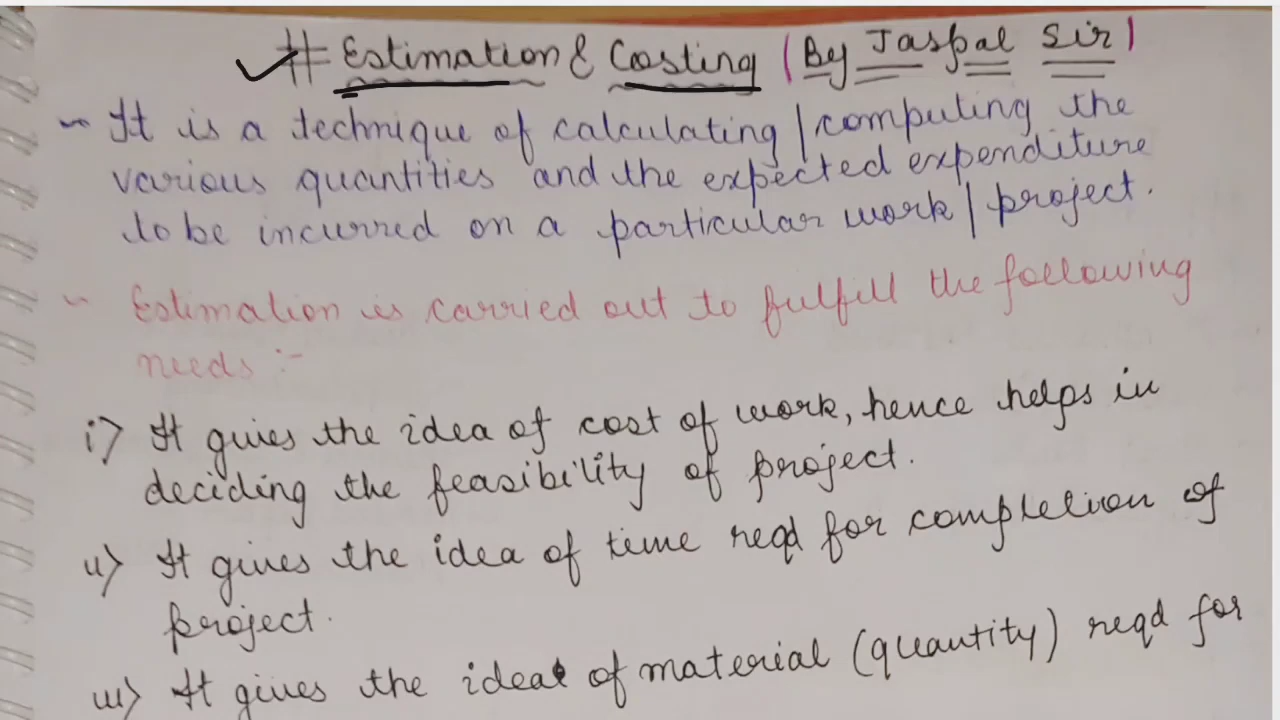 # Estimation & Costing (By Jaspal Sir)
~ It is a technique of calculating/computing the
various quantities and the expected expenditure
to be incurred on a particular work/project.
~ Estimation is carried out to fulfill the following
needs :-
i) It gives the idea of cost of work, hence helps in
deciding the feasibility of project.
ii) It gives the idea of time reqd for completion of
project.
iii) It gives the idea of material (quantity) reqd for